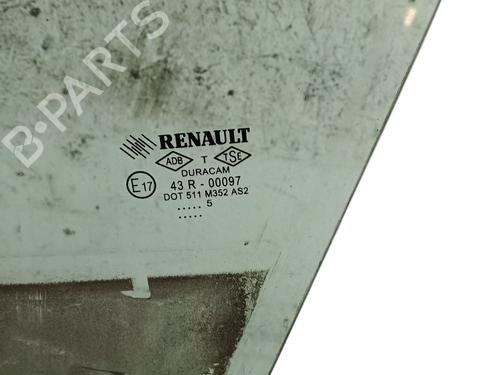 B-PARTS
RENAULT
ADB T TSE
DURACAM
E17 43 R - 00097
DOT 511 M352 AS2
..... 5
.....